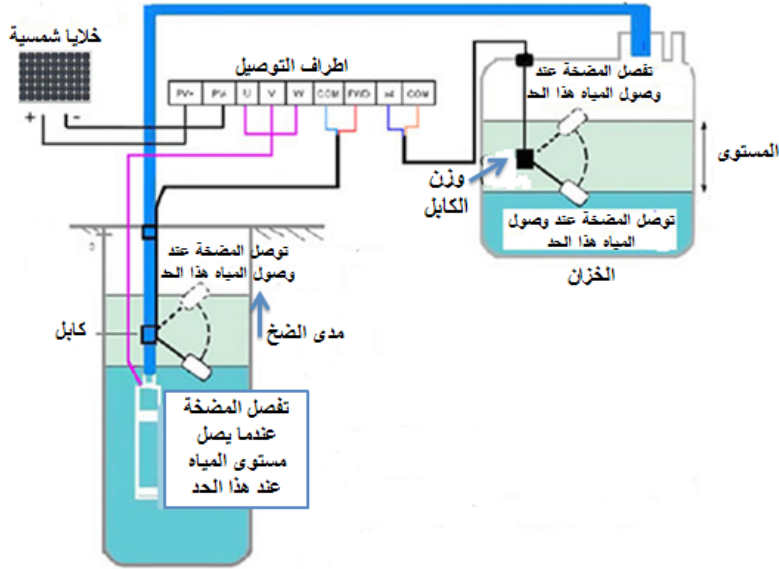 خلايا شمسية
+ -
اطراف التوصيل
PV+ PV- U V W COM FWD x4 COM
تفصل المضخة عند
وصول المياه هذا الحد
المستوى
وزن
الكابل
توصل المضخة عند وصول
المياه هذا الحد
الخزان
توصل المضخة عند
وصول المياه هذا الحد
كابل
مدى الضخ
تفصل المضخة
عندما يصل
مستوى المياه
عند هذا الحد